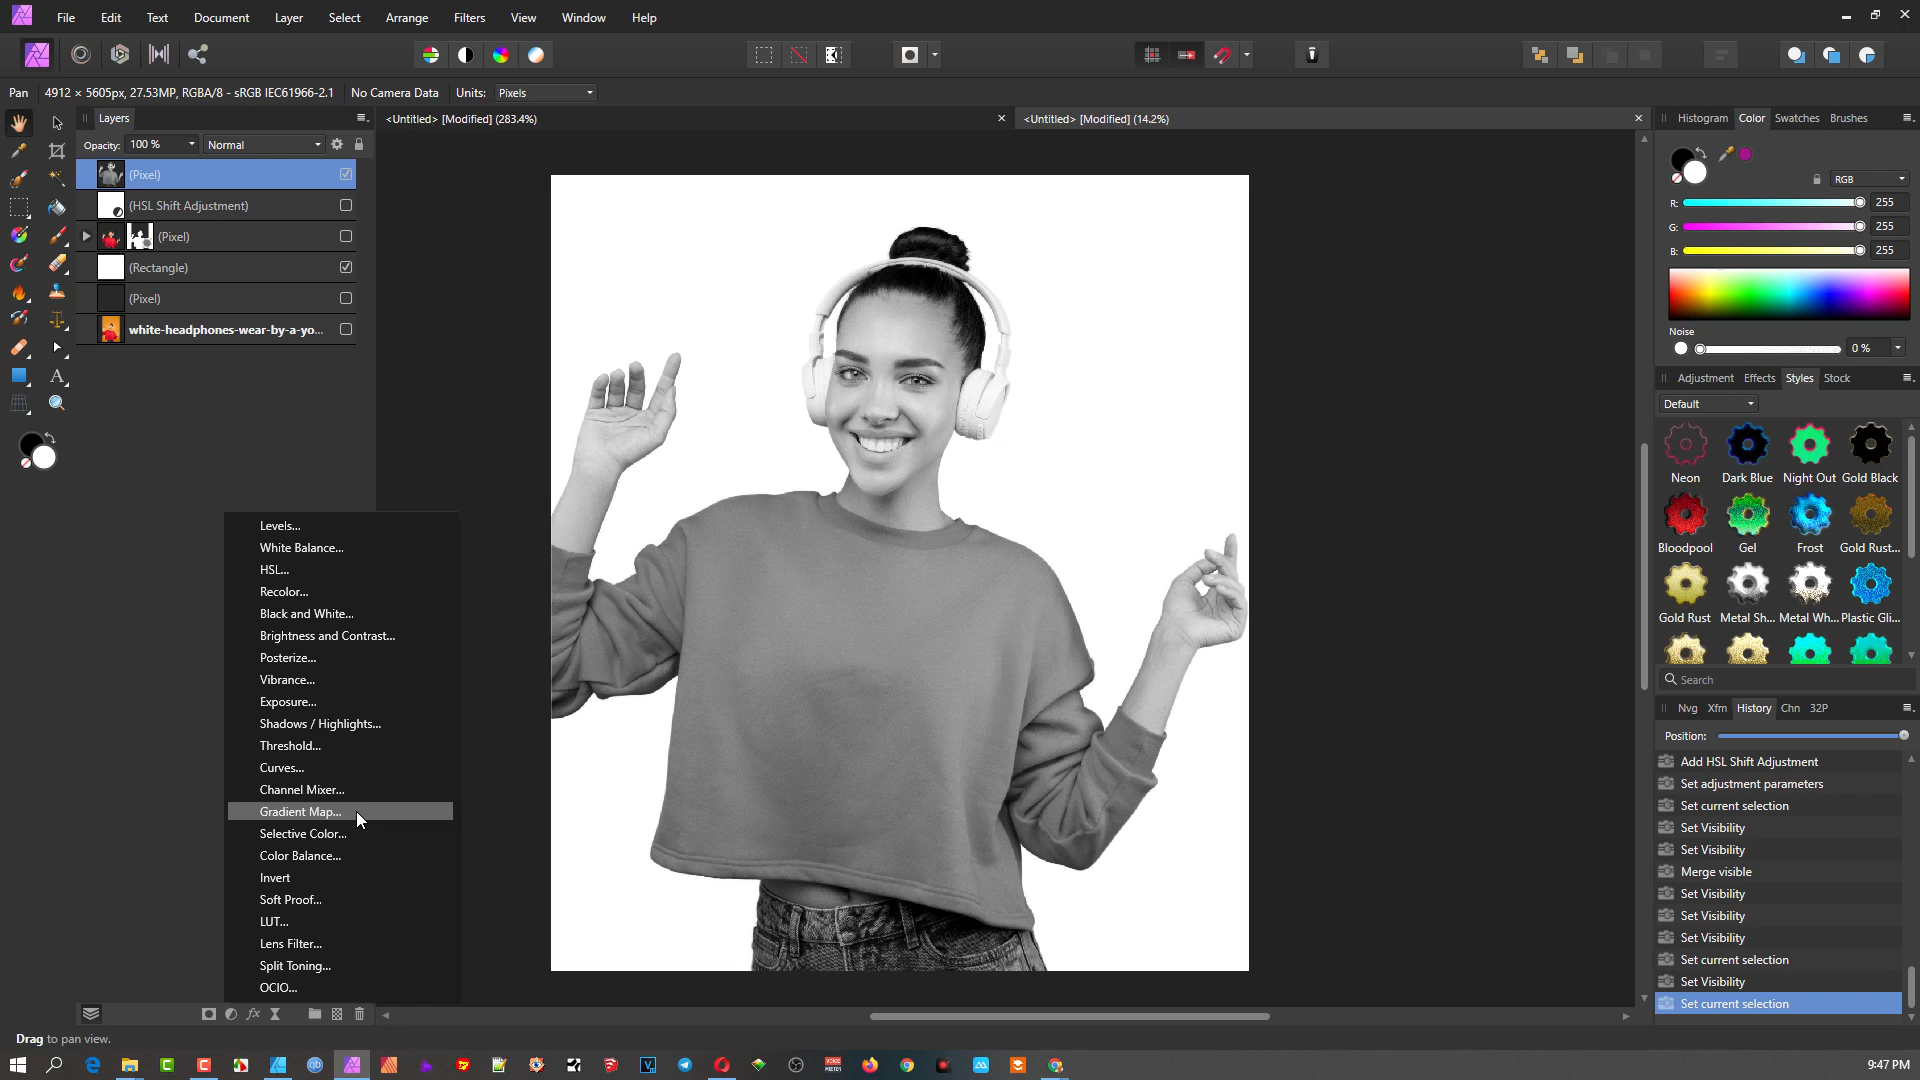 File Edit Text Document Layer Select Arrange Filters View Window Help
Pan 4912 × 5605px, 27.53MP, RGBA/8 - sRGB IEC61966-2.1 No Camera Data Units: Pixels
Layers
Opacity: 100 % Normal
(Pixel)
(HSL Shift Adjustment)
(Pixel)
(Rectangle)
(Pixel)
white-headphones-wear-by-a-yo...
Levels...
White Balance...
HSL...
Recolor...
Black and White...
Brightness and Contrast...
Posterize...
Vibrance...
Exposure...
Shadows / Highlights...
Threshold...
Curves...
Channel Mixer...
Gradient Map...
Selective Color...
Color Balance...
Invert
Soft Proof...
LUT...
Lens Filter...
Split Toning...
OCIO...
<Untitled> [Modified] (283.4%)
<Untitled> [Modified] (14.2%)
Histogram Color Swatches Brushes
RGB
R: 255
G: 255
B: 255
Noise
0 %
Adjustment Effects Styles Stock
Default
Neon Dark Blue Night Out Gold Black
Bloodpool Gel Frost Gold Rust...
Gold Rust Metal Sh... Metal Wh... Plastic Gli...
Search
Nvg Xfm History Chn 32P
Position:
Add HSL Shift Adjustment
Set adjustment parameters
Set current selection
Set Visibility
Set Visibility
Merge visible
Set Visibility
Set Visibility
Set Visibility
Set current selection
Set Visibility
Set current selection
Drag to pan view.
9:47 PM